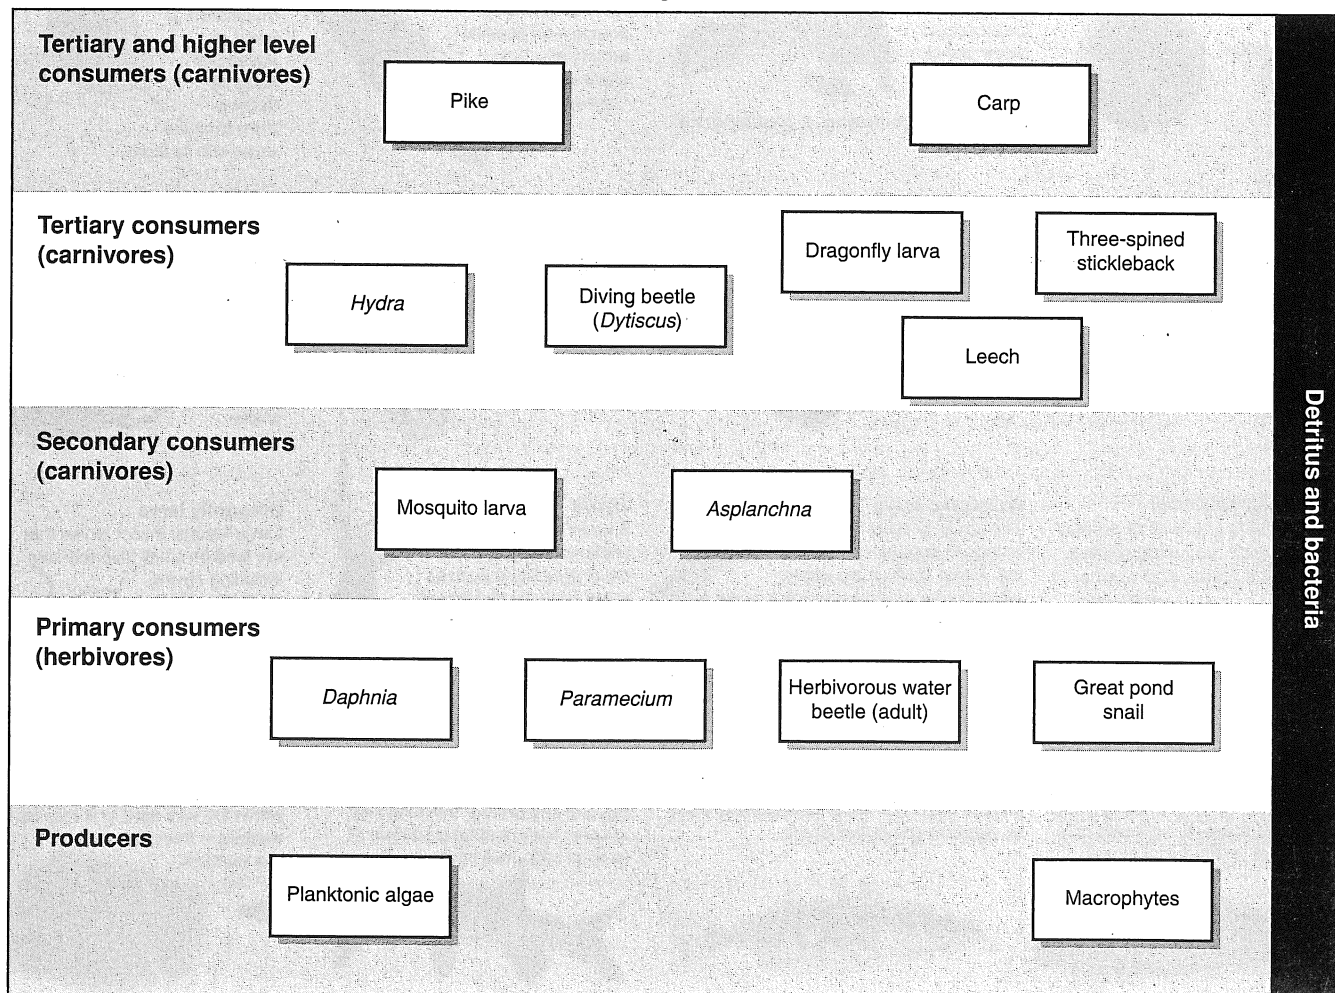 Tertiary and higher level
consumers (carnivores)
Pike
Carp
Tertiary consumers
(carnivores)
Hydra
Diving beetle
(Dytiscus)
Dragonfly larva
Three-spined
stickleback
Leech
Secondary consumers
(carnivores)
Mosquito larva
Asplanchna
Primary consumers
(herbivores)
Daphnia
Paramecium
Herbivorous water
beetle (adult)
Great pond
snail
Producers
Planktonic algae
Macrophytes
Detritus and bacteria